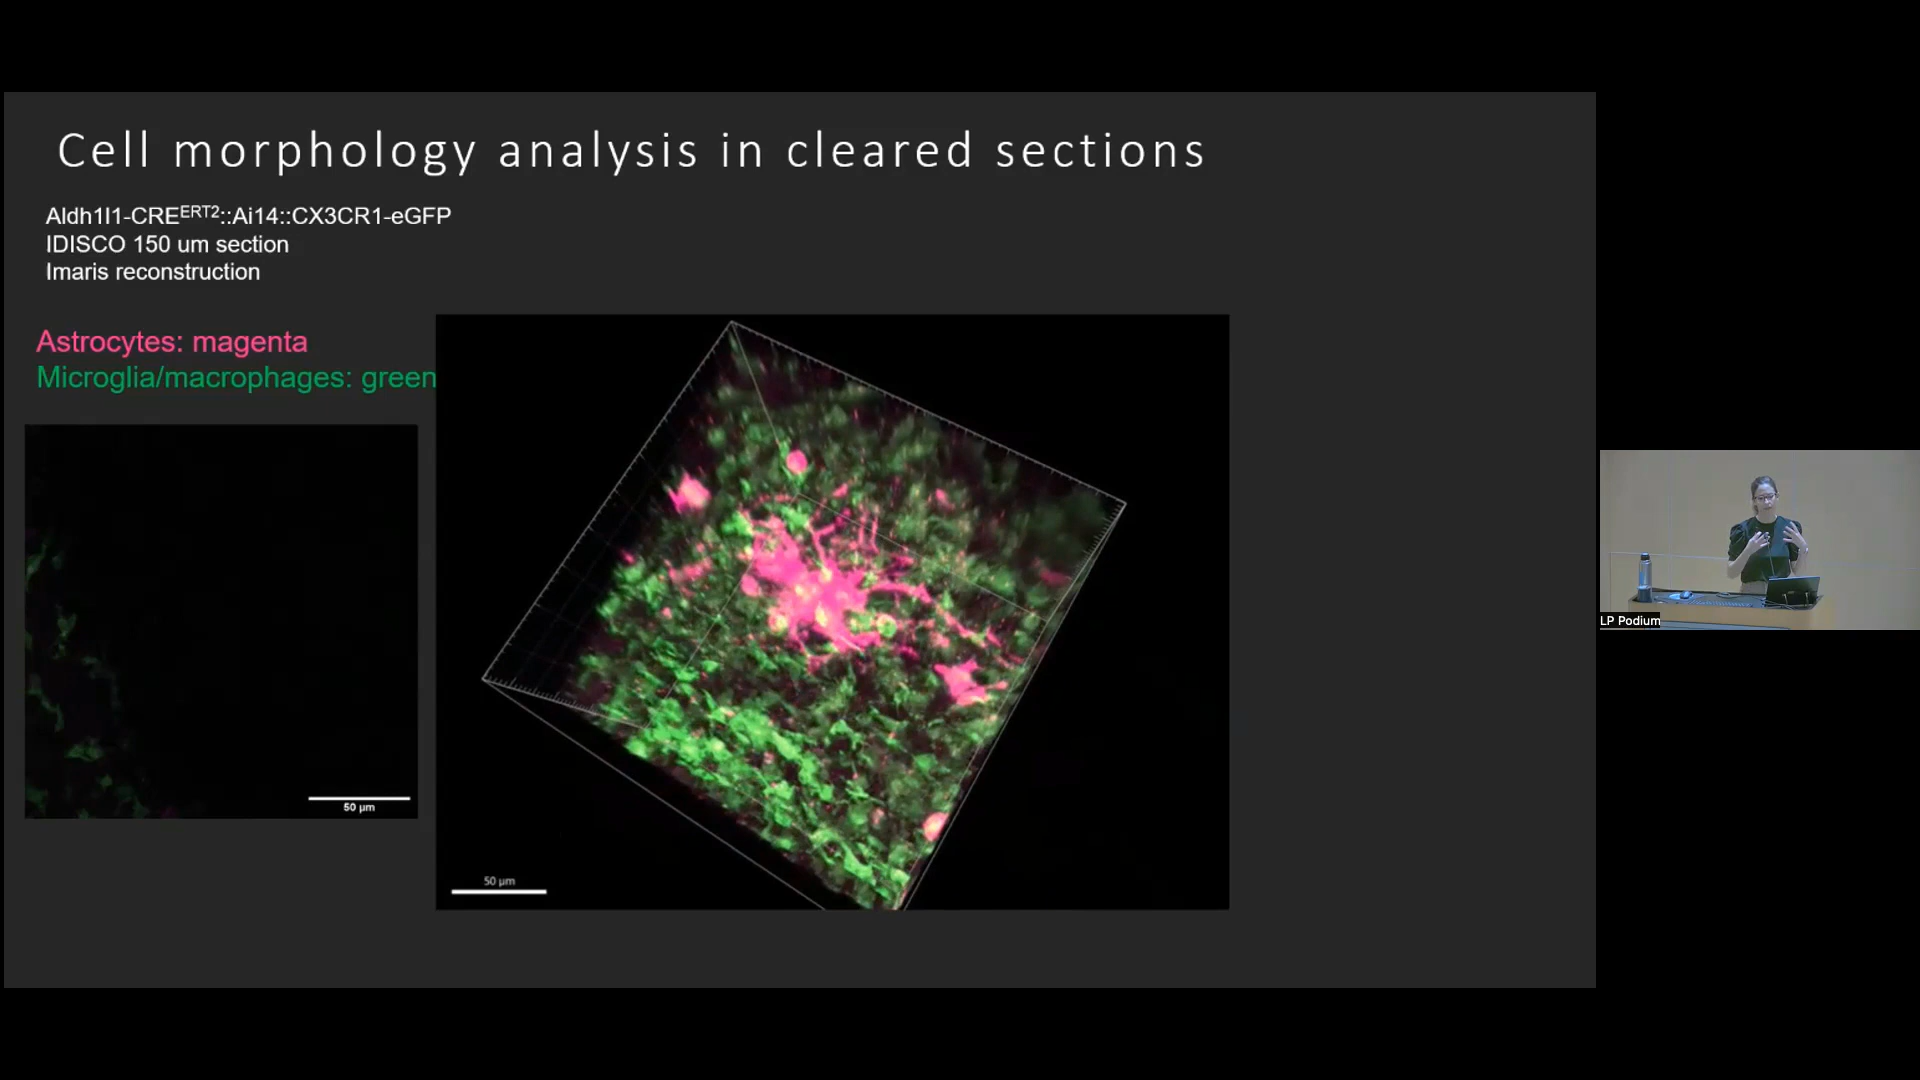 Cell morphology analysis in cleared sections
Aldh1l1-CREERT2::Ai14::CX3CR1-eGFP
IDISCO 150 um section
Imaris reconstruction
Astrocytes: magenta
Microglia/macrophages: green
50 µm
50 µm
LP Podium